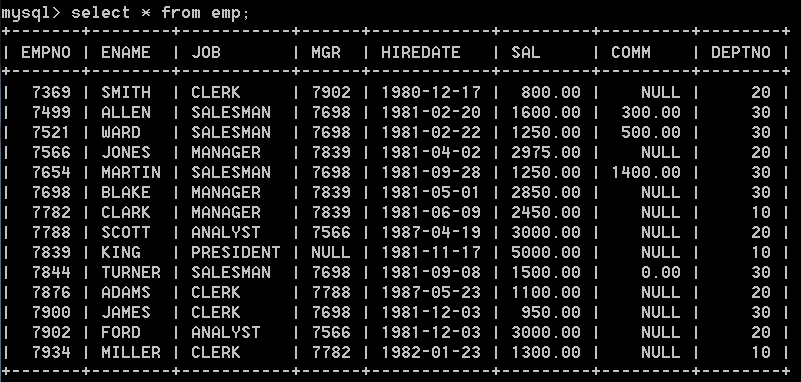 mysql> select * from emp;
+-------+--------+-----------+------+------------+---------+---------+--------+
| EMPNO | ENAME  | JOB       | MGR  | HIREDATE   | SAL     | COMM    | DEPTNO |
+-------+--------+-----------+------+------------+---------+---------+--------+
|  7369 | SMITH  | CLERK     | 7902 | 1980-12-17 |  800.00 |    NULL |     20 |
|  7499 | ALLEN  | SALESMAN  | 7698 | 1981-02-20 | 1600.00 |  300.00 |     30 |
|  7521 | WARD   | SALESMAN  | 7698 | 1981-02-22 | 1250.00 |  500.00 |     30 |
|  7566 | JONES  | MANAGER   | 7839 | 1981-04-02 | 2975.00 |    NULL |     20 |
|  7654 | MARTIN | SALESMAN  | 7698 | 1981-09-28 | 1250.00 | 1400.00 |     30 |
|  7698 | BLAKE  | MANAGER   | 7839 | 1981-05-01 | 2850.00 |    NULL |     30 |
|  7782 | CLARK  | MANAGER   | 7839 | 1981-06-09 | 2450.00 |    NULL |     10 |
|  7788 | SCOTT  | ANALYST   | 7566 | 1987-04-19 | 3000.00 |    NULL |     20 |
|  7839 | KING   | PRESIDENT | NULL | 1981-11-17 | 5000.00 |    NULL |     10 |
|  7844 | TURNER | SALESMAN  | 7698 | 1981-09-08 | 1500.00 |    0.00 |     30 |
|  7876 | ADAMS  | CLERK     | 7788 | 1987-05-23 | 1100.00 |    NULL |     20 |
|  7900 | JAMES  | CLERK     | 7698 | 1981-12-03 |  950.00 |    NULL |     30 |
|  7902 | FORD   | ANALYST   | 7566 | 1981-12-03 | 3000.00 |    NULL |     20 |
|  7934 | MILLER | CLERK     | 7782 | 1982-01-23 | 1300.00 |    NULL |     10 |
+-------+--------+-----------+------+------------+---------+---------+--------+